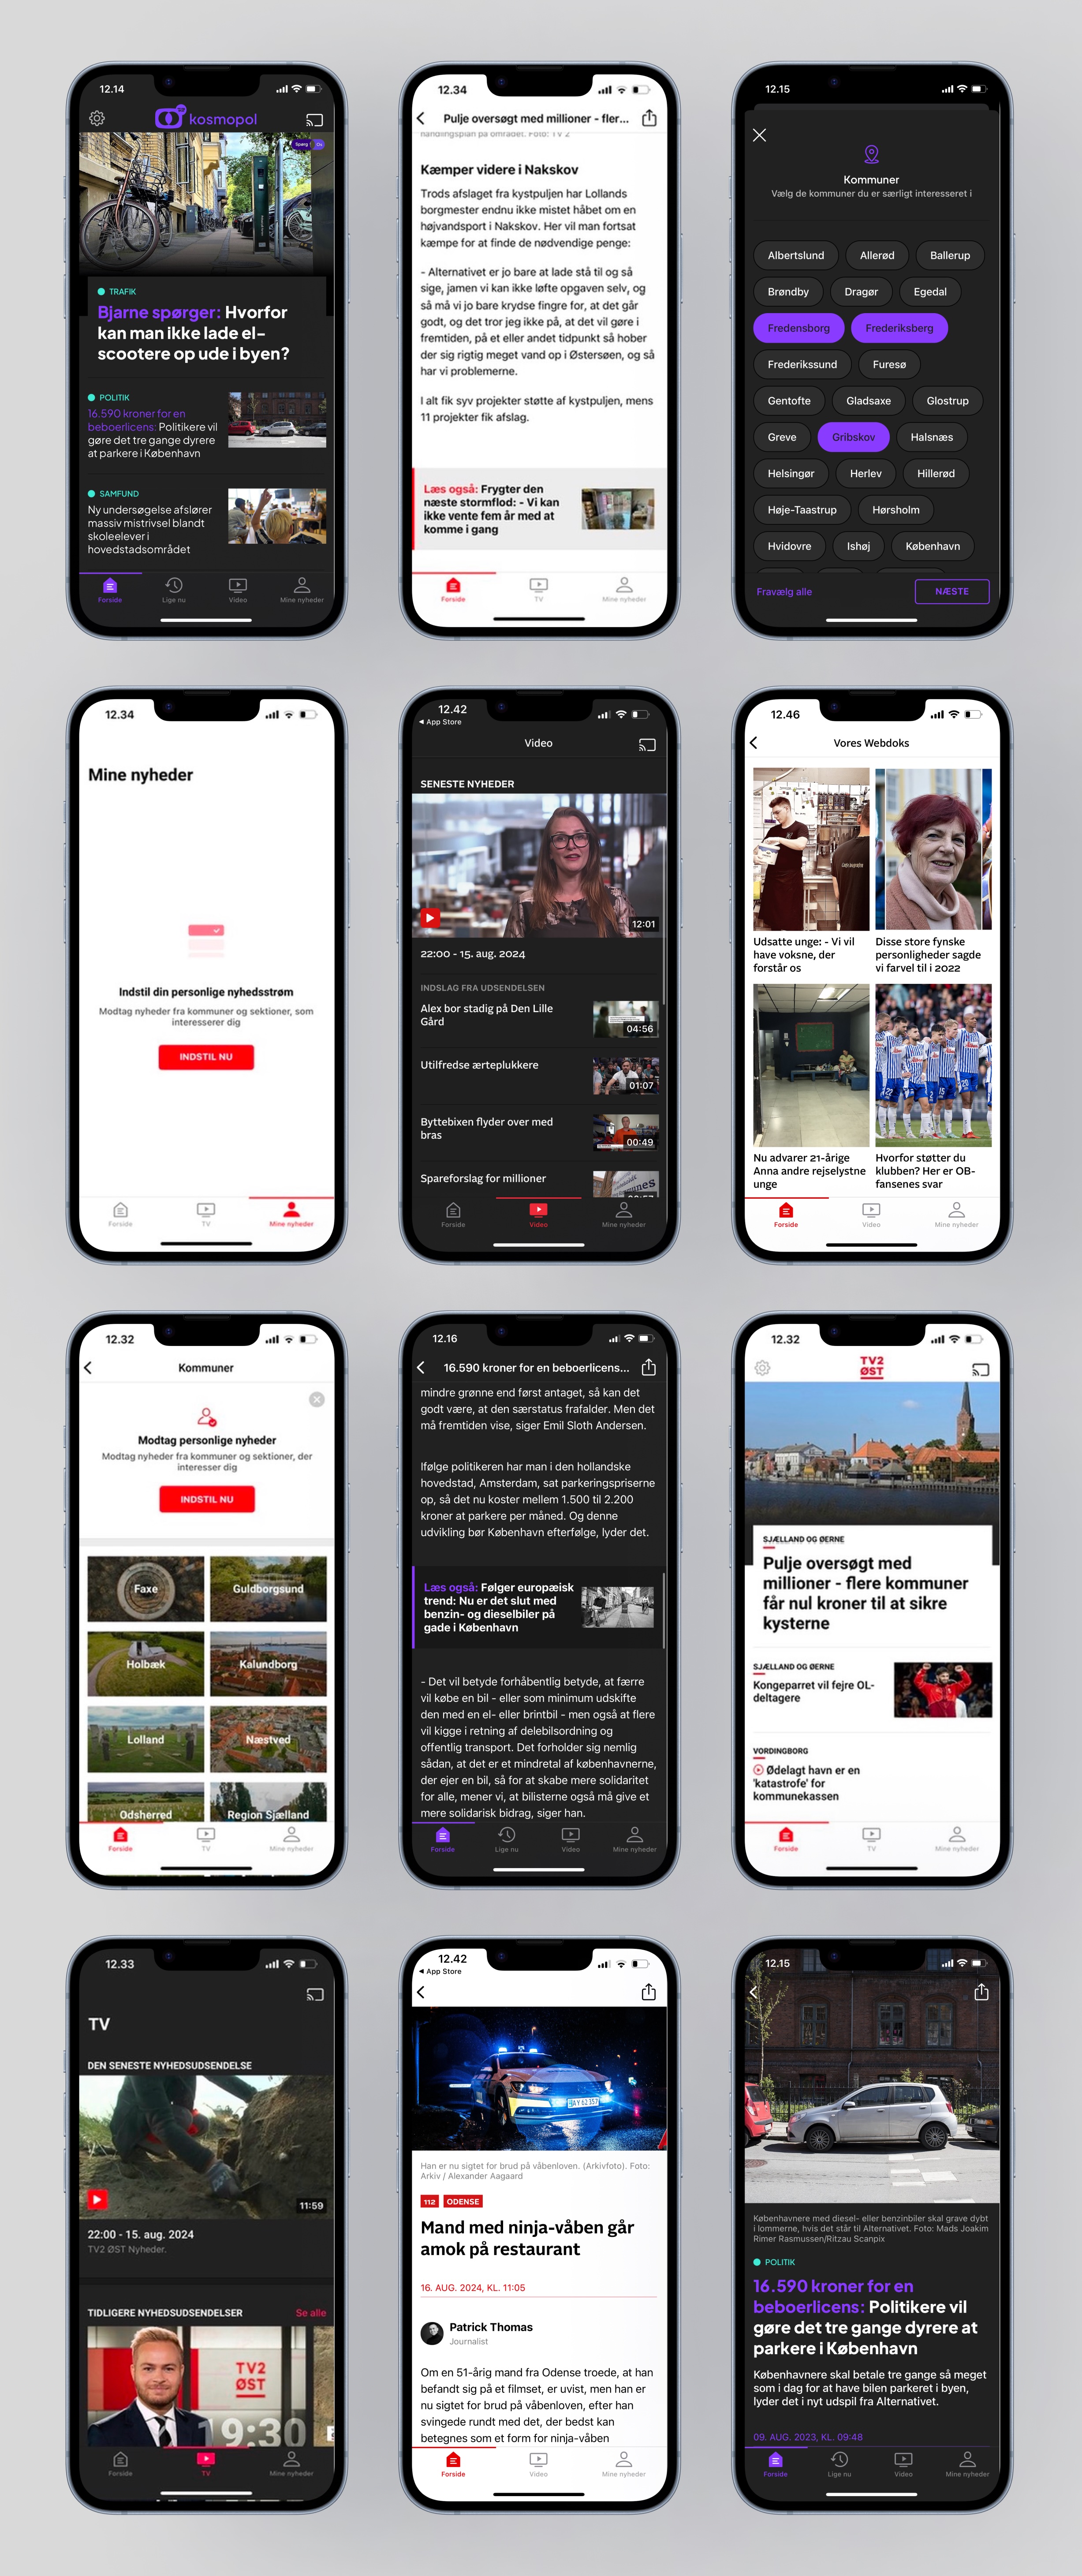 12.14
kosmopol
Spørg
TRAFIK
Bjarne spørger: Hvorfor
kan man ikke lade el-
scootere op ude i byen?
POLITIK
16.590 kroner for en
beboerlicens: Politikere vil
gøre det tre gange dyrere
at parkere i København
SAMFUND
Ny undersøgelse afslører
massiv mistrivsel blandt
skoleelever i
hovedstadsområdet
Forside
Lige nu
Video
Mine nyheder
12.34
Pulje oversøgt med millioner - fler...
handlingsplan på området. Foto: TV 2
Kæmper videre i Nakskov
Trods afslaget fra kystpuljen har Lollands
borgmester endnu ikke mistet håbet om en
højvandsport i Nakskov. Her vil man fortsat
kæmpe for at finde de nødvendige penge:
- Alternativet er jo bare at lade stå til og så
sige, jamen vi kan ikke løfte opgaven selv, og
så må vi jo bare krydse fingre for, at det går
godt, og det tror jeg ikke på, at det vil gøre i
fremtiden, på et eller andet tidpunkt så hober
der sig rigtig meget vand op i Østersøen, og så
har vi problemerne.
I alt fik syv projekter støtte af kystpuljen, mens
11 projekter fik afslag.
Læs også: Frygter den
næste stormflod: - Vi kan
ikke vente fem år med at
komme i gang
Forside
TV
Mine nyheder
12.15
Kommuner
Vælg de kommuner du er særligt interesseret i
Albertslund
Allerød
Ballerup
Brøndby
Dragør
Egedal
Fredensborg
Frederiksberg
Frederikssund
Furesø
Gentofte
Gladsaxe
Glostrup
Greve
Gribskov
Halsnæs
Helsingør
Herlev
Hillerød
Høje-Taastrup
Hørsholm
Hvidovre
Ishøj
København
Fravælg alle
NÆSTE
12.34
Mine nyheder
Indstil din personlige nyhedsstrøm
Modtag nyheder fra kommuner og sektioner, som
interesserer dig
INDSTIL NU
Forside
TV
Mine nyheder
12.42
App Store
Video
SENESTE NYHEDER
12:01
22:00 - 15. aug. 2024
INDSLAG FRA UDSENDELSEN
Alex bor stadig på Den Lille
Gård
04:56
Utilfredse ærteplukkere
01:07
Byttebixen flyder over med
bras
00:49
Spareforslag for millioner
Forside
Video
Mine nyheder
12.46
Vores Webdoks
Udsatte unge: - Vi vil
have voksne, der
forstår os
Disse store fynske
personligheder sagde
vi farvel til i 2022
Nu advarer 21-årige
Anna andre rejselystne
unge
Hvorfor støtter du
klubben? Her er OB-
fansenes svar
Forside
Video
Mine nyheder
12.32
Kommuner
Modtag personlige nyheder
Modtag nyheder fra kommuner og sektioner, der
interesser dig
INDSTIL NU
Faxe
Guldborgsund
Holbæk
Kalundborg
Lolland
Næstved
Odsherred
Region Sjælland
Forside
TV
Mine nyheder
12.16
16.590 kroner for en beboerlicens...
mindre grønne end først antaget, så kan det
godt være, at den særstatus frafalder. Men det
må fremtiden vise, siger Emil Sloth Andersen.
Ifølge politikeren har man i den hollandske
hovedstad, Amsterdam, sat parkeringspriserne
op, så det nu koster mellem 1.500 til 2.200
kroner at parkere per måned. Og denne
udvikling bør København efterfølge, lyder det.
Læs også: Følger europæisk
trend: Nu er det slut med
benzin- og dieselbiler på
gade i København
- Det vil betyde forhåbentlig betyde, at færre
vil købe en bil - eller som minimum udskifte
den med en el- eller brintbil - men også at flere
vil kigge i retning af delebilsordning og
offentlig transport. Det forholder sig nemlig
sådan, at det er et mindretal af københavnerne,
der ejer en bil, så for at skabe mere solidaritet
for alle, mener vi, at bilisterne også må give et
mere solidarisk bidrag, siger han.
Forside
Lige nu
Video
Mine nyheder
12.32
TV2
ØST
SJÆLLAND OG ØERNE
Pulje oversøgt med
millioner - flere kommuner
får nul kroner til at sikre
kysterne
SJÆLLAND OG ØERNE
Kongeparret vil fejre OL-
deltagere
VORDINGBORG
Ødelagt havn er en
'katastrofe' for
kommunekassen
Forside
TV
Mine nyheder
12.33
TV
DEN SENESTE NYHEDSUDSENDELSE
11:59
22:00 - 15. aug. 2024
TV2 ØST Nyheder.
TIDLIGERE NYHEDSUDSENDELSER
Se alle
TV2
ØST
19:30
Forside
TV
Mine nyheder
12.42
App Store
Han er nu sigtet for brud på våbenloven. (Arkivfoto). Foto:
Arkiv / Alexander Aagaard
112
ODENSE
Mand med ninja-våben går
amok på restaurant
16. AUG. 2024, KL. 11:05
Patrick Thomas
Journalist
Om en 51-årig mand fra Odense troede, at han
befandt sig på et filmset, er uvist, men han er
nu sigtet for brud på våbenloven, efter han
svingede rundt med det, der bedst kan
betegnes som et form for ninja-våben
Forside
Video
Mine nyheder
12.15
Københavnere med diesel- eller benzinbiler skal grave dybt
i lommerne, hvis det står til Alternativet. Foto: Mads Joakim
Rimer Rasmussen/Ritzau Scanpix
POLITIK
16.590 kroner for en
beboerlicens: Politikere vil
gøre det tre gange dyrere at
parkere i København
Københavnere skal betale tre gange så meget
som i dag for at have bilen parkeret i byen,
lyder det i nyt udspil fra Alternativet.
09. AUG. 2023, KL. 09:48
Forside
Lige nu
Video
Mine nyheder